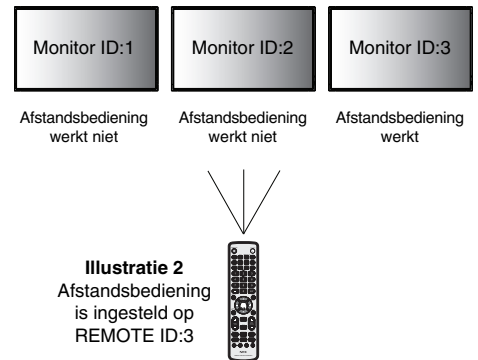 Monitor ID:1
Monitor ID:2
Monitor ID:3
Afstandsbediening
werkt niet
Afstandsbediening
werkt niet
Afstandsbediening
werkt
Illustratie 2
Afstandsbediening
is ingesteld op
REMOTE ID:3